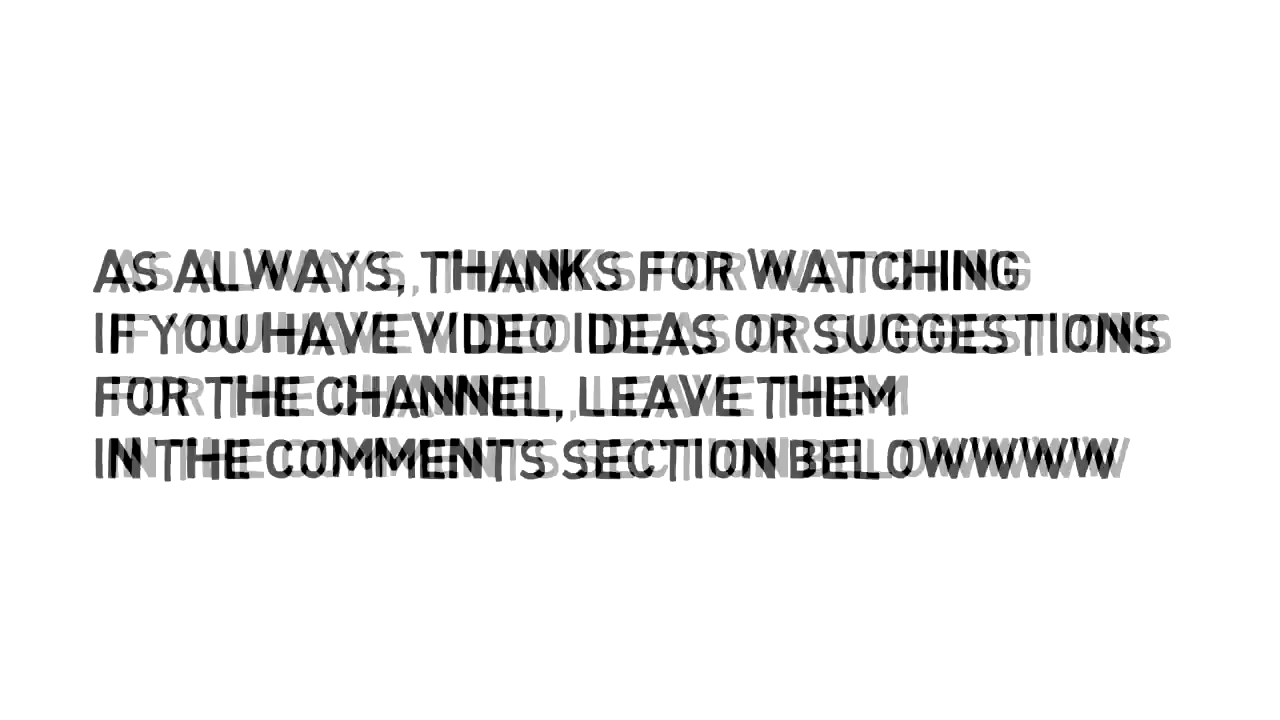 AS ALWAYS, THANKS FOR WATCHING
IF YOU HAVE VIDEO IDEAS OR SUGGESTIONS
FOR THE CHANNEL, LEAVE THEM
IN THE COMMENTS SECTION BELOWWWWW